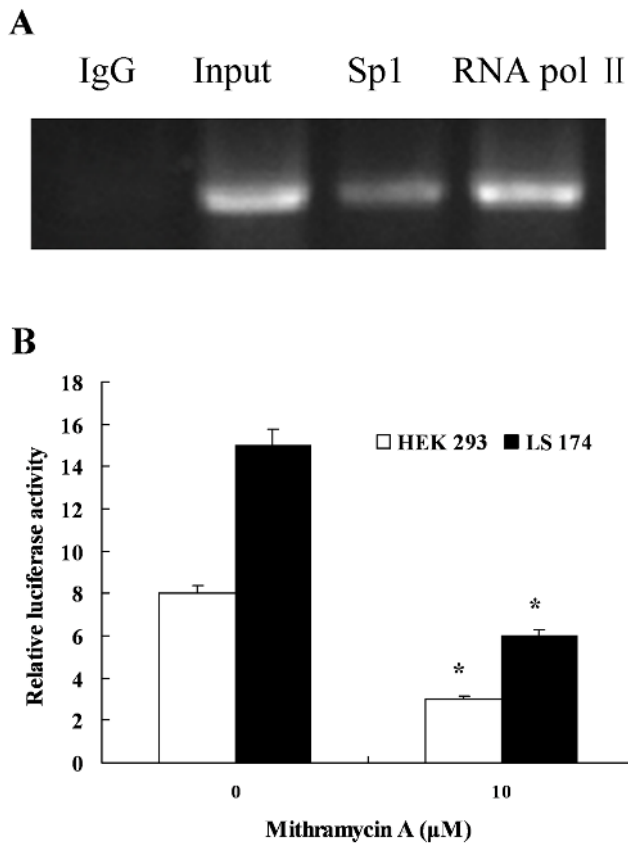 A
IgG Input Sp1 RNA pol II
B
18
16
14
12
10
8
6
4
2
0
Relative luciferase activity
HEK 293 LS 174
*
*
0 10
Mithramycin A (μM)